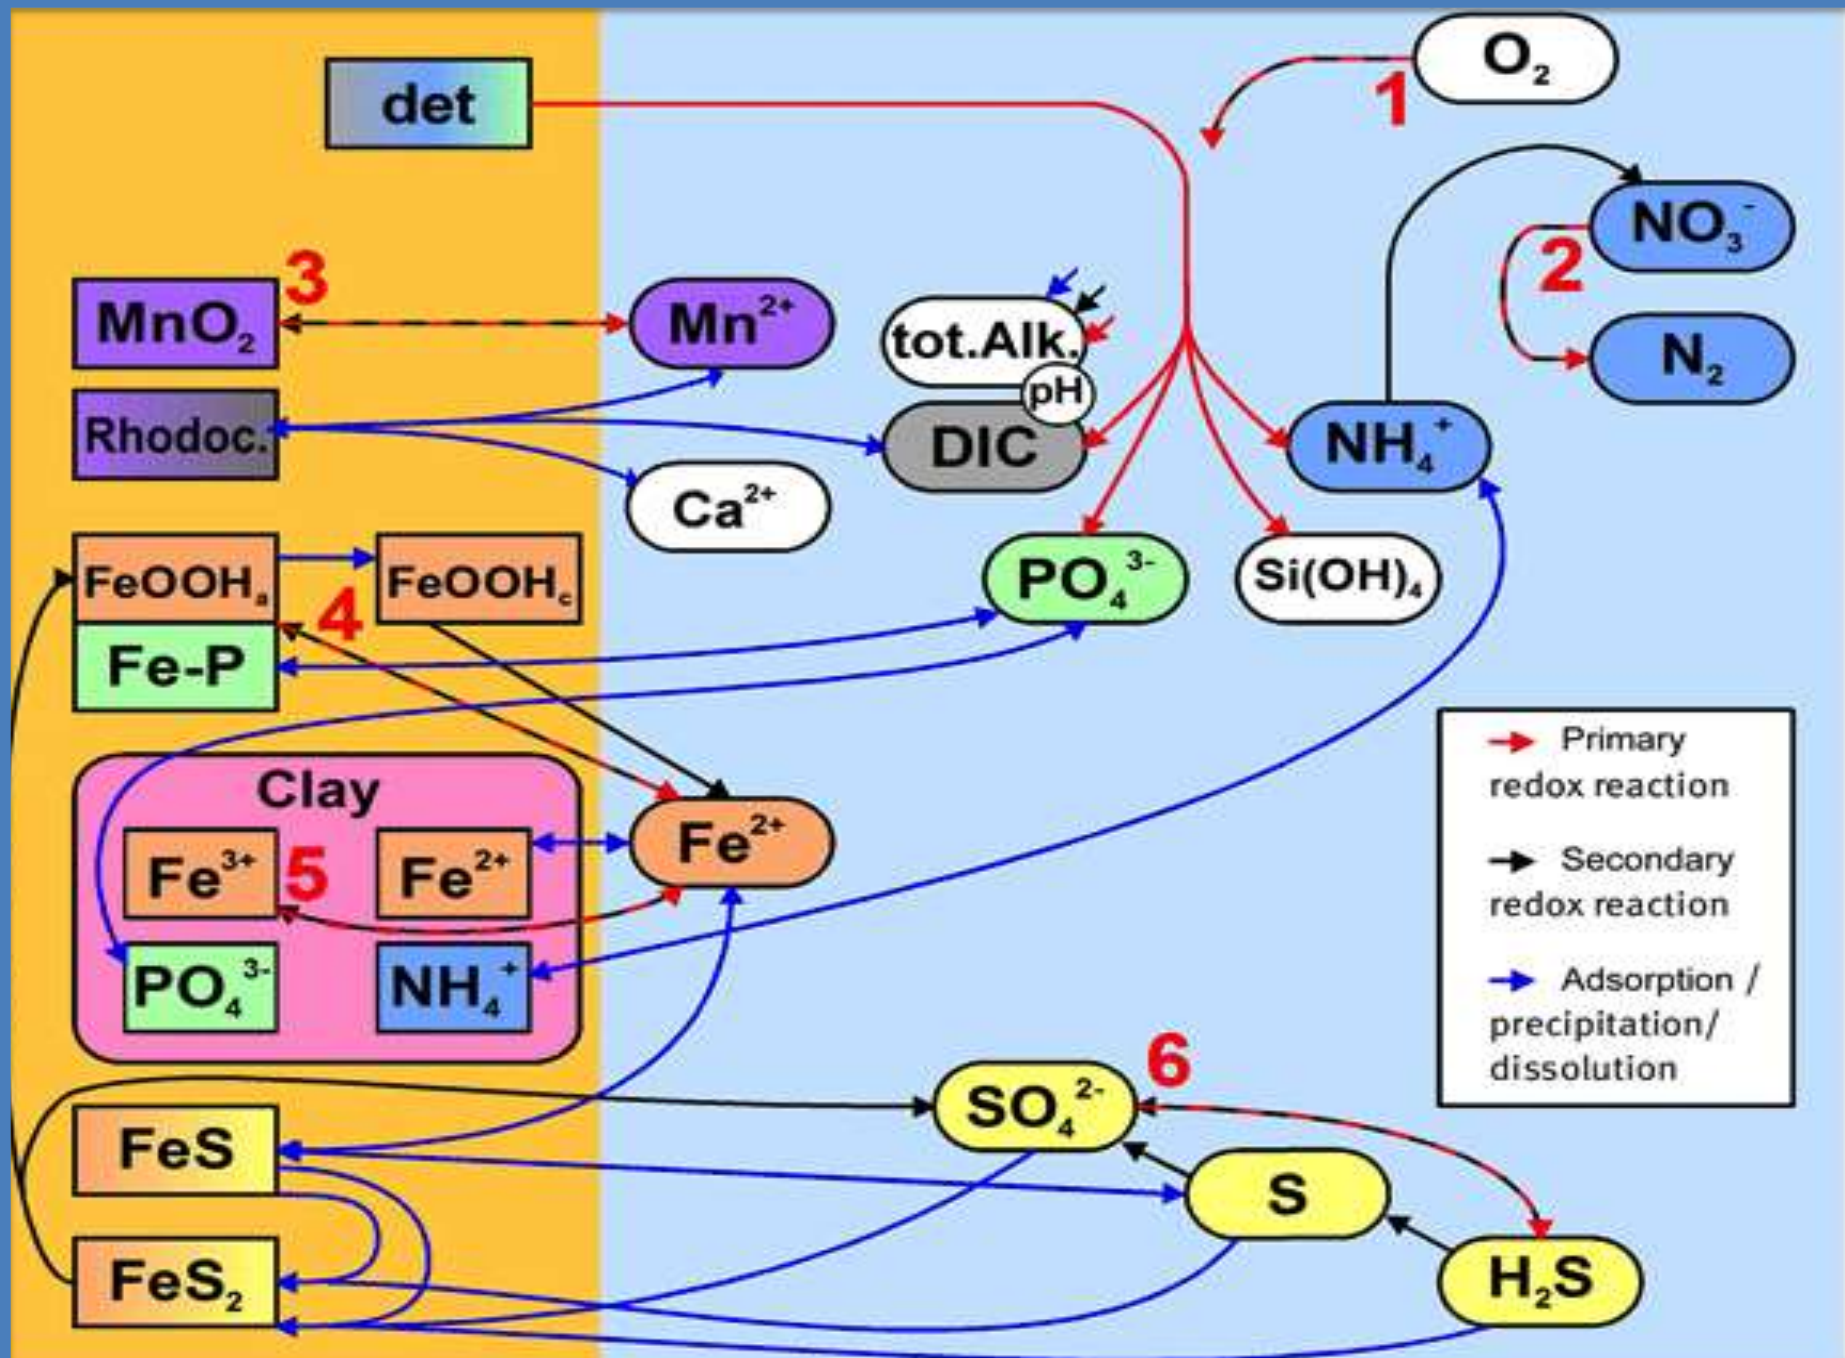 O₂
1
det
NO₃⁻
2
3
MnO₂
Mn²⁺
tot.Alk.
pH
N₂
Rhodoc.
DIC
NH₄⁺
Ca²⁺
FeOOHₐ
FeOOH꜀
4
PO₄³⁻
Si(OH)₄
Fe-P
Clay
Fe²⁺
Fe³⁺
5
Fe²⁺
PO₄³⁻
NH₄⁺
Primary
redox reaction
Secondary
redox reaction
Adsorption /
precipitation/
dissolution
6
SO₄²⁻
FeS
S
FeS₂
H₂S